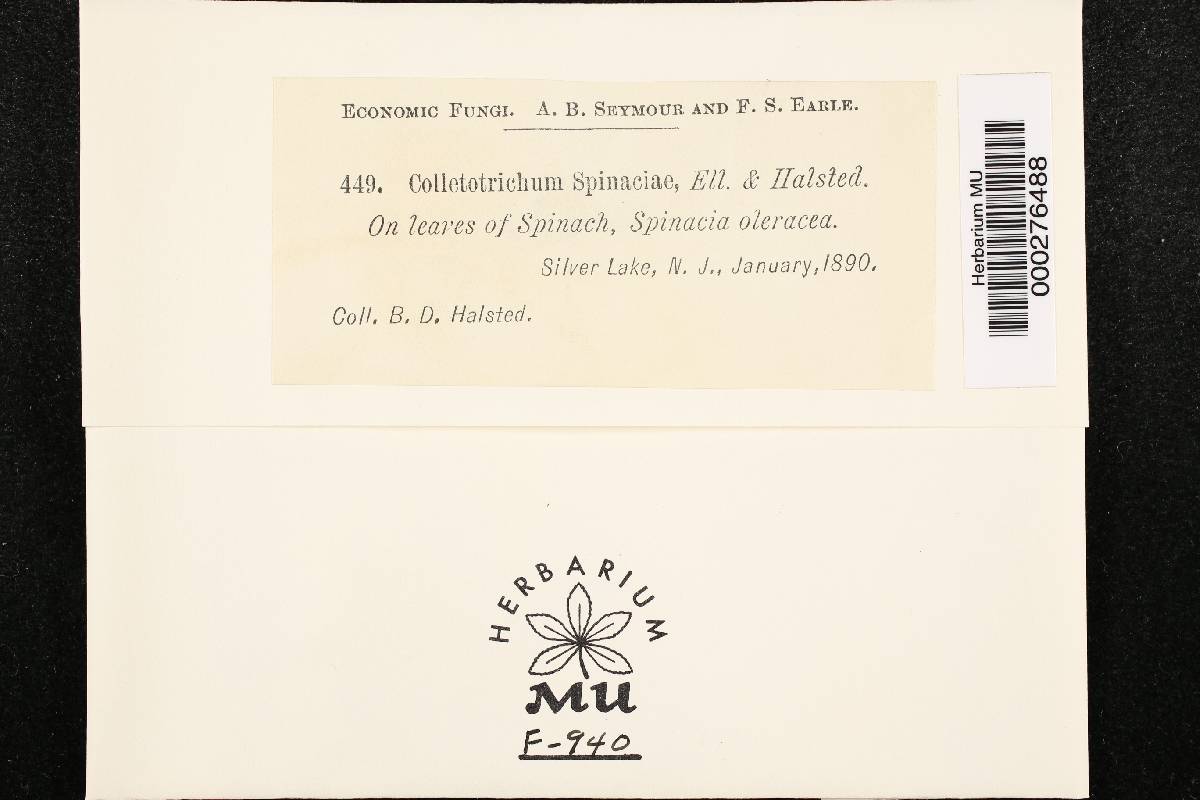 Economic Fungi. A. B. Seymour and F. S. Earle.
449. Colletotrichum Spinaciae, Ell. & Halsted.
On leaves of Spinach, Spinacia oleracea.
Silver Lake, N. J., January, 1890.
Coll. B. D. Halsted.
Herbarium MU
000276488
HERBARIUM
MU
F-940